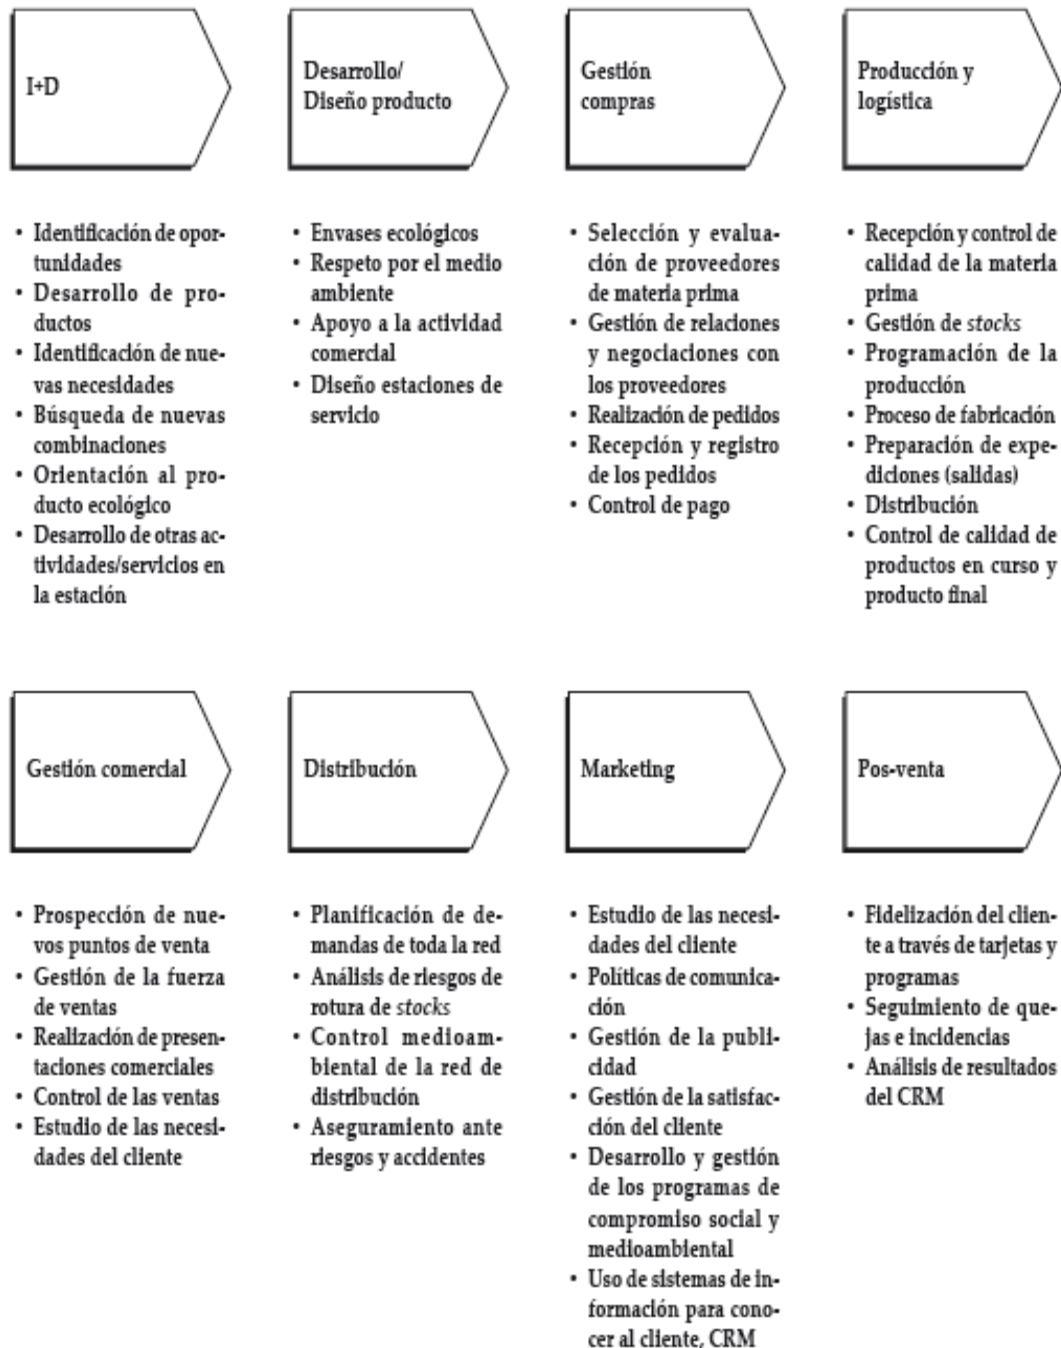 I+D
Desarrollo/
Diseño producto
Gestión
compras
Producción y
logística
• Identificación de opor-
tunidades
• Desarrollo de pro-
ductos
• Identificación de nue-
vas necesidades
• Búsqueda de nuevas
combinaciones
• Orientación al pro-
ducto ecológico
• Desarrollo de otras ac-
tividades/servicios en
la estación
• Envases ecológicos
• Respeto por el medio
ambiente
• Apoyo a la actividad
comercial
• Diseño estaciones de
servicio
• Selección y evalua-
ción de proveedores
de materia prima
• Gestión de relaciones
y negociaciones con
los proveedores
• Realización de pedidos
• Recepción y registro
de los pedidos
• Control de pago
• Recepción y control de
calidad de la materia
prima
• Gestión de stocks
• Programación de la
producción
• Proceso de fabricación
• Preparación de expe-
diciones (salidas)
• Distribución
• Control de calidad de
productos en curso y
producto final
Gestión comercial
Distribución
Marketing
Pos-venta
• Prospección de nue-
vos puntos de venta
• Gestión de la fuerza
de ventas
• Realización de presen-
taciones comerciales
• Control de las ventas
• Estudio de las necesi-
dades del cliente
• Planificación de de-
mandas de toda la red
• Análisis de riesgos de
rotura de stocks
• Control medioam-
biental de la red de
distribución
• Aseguramiento ante
riesgos y accidentes
• Estudio de las necesi-
dades del cliente
• Políticas de comunica-
ción
• Gestión de la publi-
cidad
• Gestión de la satisfac-
ción del cliente
• Desarrollo y gestión
de los programas de
compromiso social y
medioambiental
• Uso de sistemas de in-
formación para cono-
cer al cliente, CRM
• Fidelización del clien-
te a través de tarjetas y
programas
• Seguimiento de que-
jas e incidencias
• Análisis de resultados
del CRM